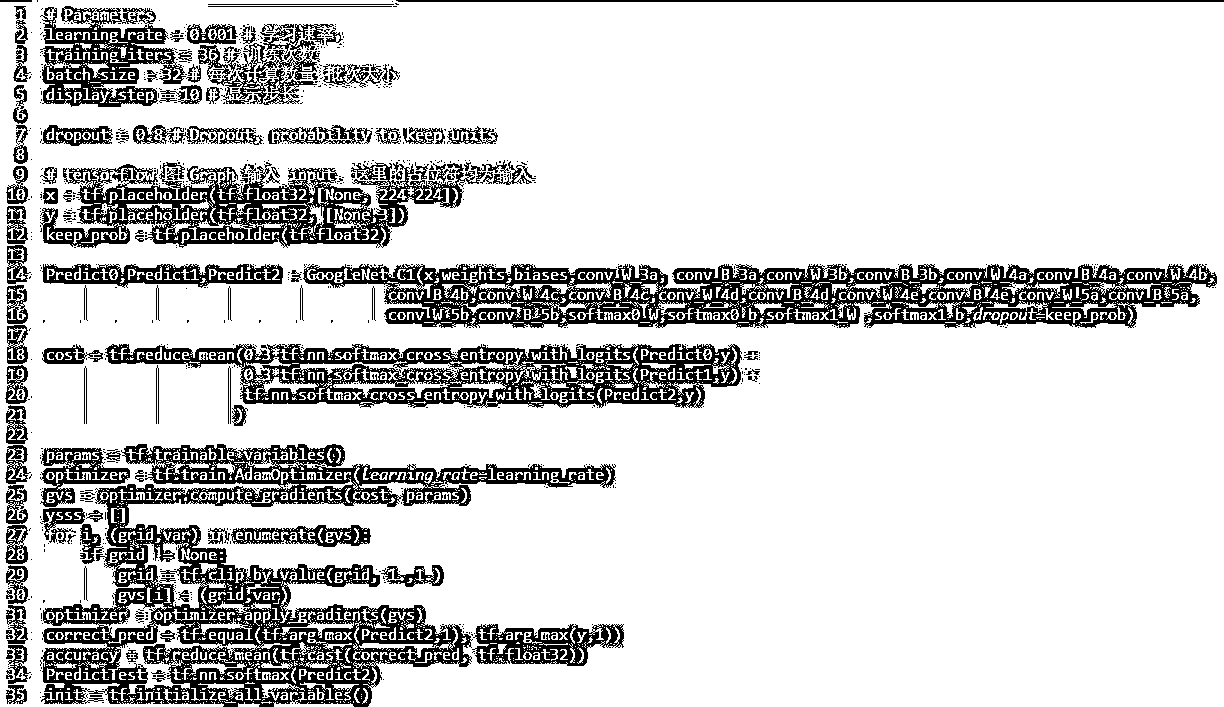 1 # Parameters
2 learning_rate = 0.001 # 学习速率,
3 training_iters = 36 # 训练次数
4 batch_size = 32 # 每次计算数量 批次大小
5 display_step = 10 # 显示步长
6
7 dropout = 0.8 # Dropout, probability to keep units
8
9 # tensorflow 图 Graph 输入 input, 这里的占位符均为输入
10 x = tf.placeholder(tf.float32,[None, 224*224])
11 y = tf.placeholder(tf.float32, [None,3])
12 keep_prob = tf.placeholder(tf.float32)
13
14 Predict0,Predict1,Predict2 = GoogLeNet_C1(x,weights,biases,conv_W_3a, conv_B_3a,conv_W_3b,conv_B_3b,conv_W_4a,conv_B_4a,conv_W_4b,
15 conv_B_4b,conv_W_4c,conv_B_4c,conv_W_4d,conv_B_4d,conv_W_4e,conv_B_4e,conv_W_5a,conv_B_5a,
16 conv_W_5b,conv_B_5b,softmax0_W,softmax0_b,softmax1_W ,softmax1_b,dropout=keep_prob)
17
18 cost = tf.reduce_mean(0.3*tf.nn.softmax_cross_entropy_with_logits(Predict0,y) +
19 0.3*tf.nn.softmax_cross_entropy_with_logits(Predict1,y) +
20 tf.nn.softmax_cross_entropy_with_logits(Predict2,y)
21 )
22
23 params = tf.trainable_variables()
24 optimizer = tf.train.AdamOptimizer(learning_rate=learning_rate)
25 gvs = optimizer.compute_gradients(cost, params)
26 ysss = []
27 for i, (grid,var) in enumerate(gvs):
28 if grid != None:
29 grid = tf.clip_by_value(grid, -1.,1.)
30 gvs[i] = (grid,var)
31 optimizer = optimizer.apply_gradients(gvs)
32 correct_pred = tf.equal(tf.arg_max(Predict2,1), tf.arg_max(y,1))
33 accuracy = tf.reduce_mean(tf.cast(correct_pred, tf.float32))
34 PredictTest = tf.nn.softmax(Predict2)
35 init = tf.initialize_all_variables()